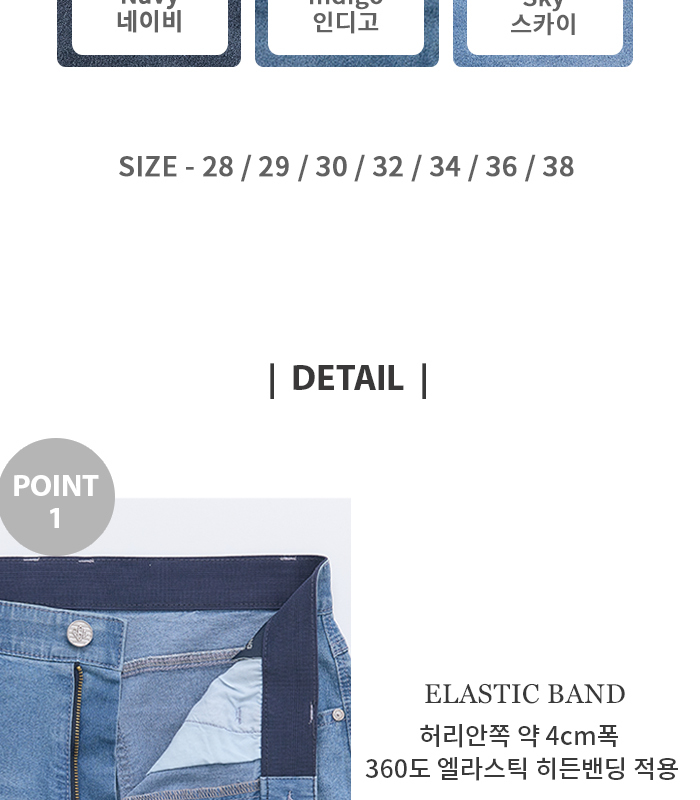 Navy
Indigo
Sky
네이비
인디고
스카이
SIZE - 28 / 29 / 30 / 32 / 34 / 36 / 38
| DETAIL |
POINT
1
ELASTIC BAND
허리안쪽 약 4cm폭
360도 엘라스틱 히든밴딩 적용